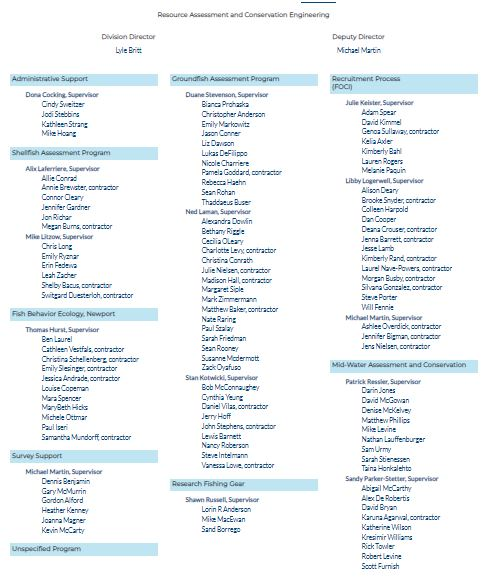 Resource Assessment and Conservation Engineering
Division Director
Lyle Britt
Deputy Director
Michael Martin
Administrative Support
Dona Cocking, Supervisor
Cindy Sweitzer
Jodi Stebbins
Kathleen Strang
Mike Hoang
Shellfish Assessment Program
Alix Laferriere, Supervisor
Allie Conrad
Annie Brewster, contractor
Connor Cleary
Jennifer Gardner
Jon Richar
Megan Burns, contractor
Mike Litzow, Supervisor
Chris Long
Emily Ryznar
Erin Fedewa
Leah Zacher
Shelby Bacus, contractor
Switgard Duesterloh, contractor
Fish Behavior Ecology, Newport
Thomas Hurst, Supervisor
Ben Laurel
Cathleen Vestfals, contractor
Christina Schellenberg, contractor
Emily Slesinger, contractor
Jessica Andrade, contractor
Louise Copeman
Mara Spencer
MaryBeth Hicks
Michele Ottmar
Paul Iseri
Samantha Mundorff, contractor
Survey Support
Michael Martin, Supervisor
Dennis Benjamin
Gary McMurrin
Gordon Alford
Heather Kenney
Joanna Magner
Kevin McCarty
Unspecified Program
Groundfish Assessment Program
Duane Stevenson, Supervisor
Bianca Prohaska
Christopher Anderson
Emily Markowitz
Jason Conner
Liz Dawson
Lukas DeFilippo
Nicole Charriere
Pamela Goddard, contractor
Rebecca Haehn
Sean Rohan
Thaddaeus Buser
Ned Laman, Supervisor
Alexandra Dowlin
Bethany Riggle
Cecilia OLeary
Charlotte Levy, contractor
Christina Conrath
Julie Nielsen, contractor
Madison Hall, contractor
Margaret Siple
Mark Zimmermann
Matthew Baker, contractor
Nate Raring
Paul Szalay
Sarah Friedman
Sean Rooney
Susanne Mcdermott
Zack Oyafuso
Stan Kotwicki, Supervisor
Bob McConnaughey
Cynthia Yeung
Daniel Vilas, contractor
Jerry Hoff
John Stephens, contractor
Lewis Barnett
Nancy Roberson
Steve Intelmann
Vanessa Lowe, contractor
Research Fishing Gear
Shawn Russell, Supervisor
Lorin R Anderson
Mike MacEwan
Sand Borrego
Recruitment Process
(FOCI)
Julie Keister, Supervisor
Adam Spear
David Kimmel
Genoa Sullaway, contractor
Kelia Axler
Kimberly Bahl
Lauren Rogers
Melanie Paquin
Libby Logerwell, Supervisor
Alison Deary
Brooke Snyder, contractor
Colleen Harpold
Dan Cooper
Deana Crouser, contractor
Jenna Barrett, contractor
Jesse Lamb
Kimberly Rand, contractor
Laurel Nave-Powers, contractor
Morgan Busby, contractor
Silvana Gonzalez, contractor
Steve Porter
Will Fennie
Michael Martin, Supervisor
Ashlee Overdick, contractor
Jennifer Bigman, contractor
Jens Nielsen, contractor
Mid-Water Assessment and Conservation
Patrick Ressler, Supervisor
Darin Jones
David McGowan
Denise McKelvey
Matthew Phillips
Mike Levine
Nathan Lauffenburger
Sam Urmy
Sarah Stienessen
Taina Honkalehto
Sandy Parker-Stetter, Supervisor
Abigail McCarthy
Alex De Robertis
David Bryan
Karuna Agarwal, contractor
Katherine Wilson
Kresimir Williams
Rick Towler
Robert Levine
Scott Furnish